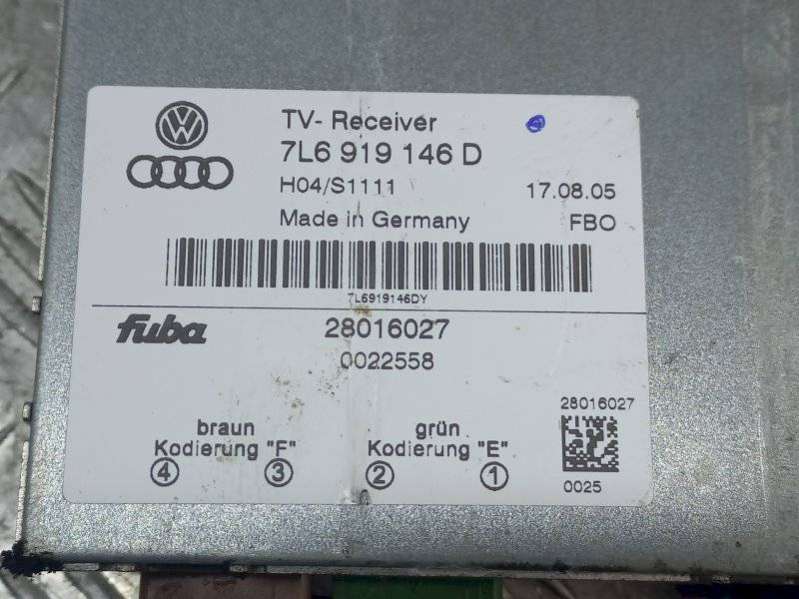 TV- Receiver
7L6 919 146 D
H04/S1111 17.08.05
Made in Germany FBO
7L6919146DY
fuba 28016027
0022558
28016027
braun grün
Kodierung "F" Kodierung "E"
4 3 2 1
0025